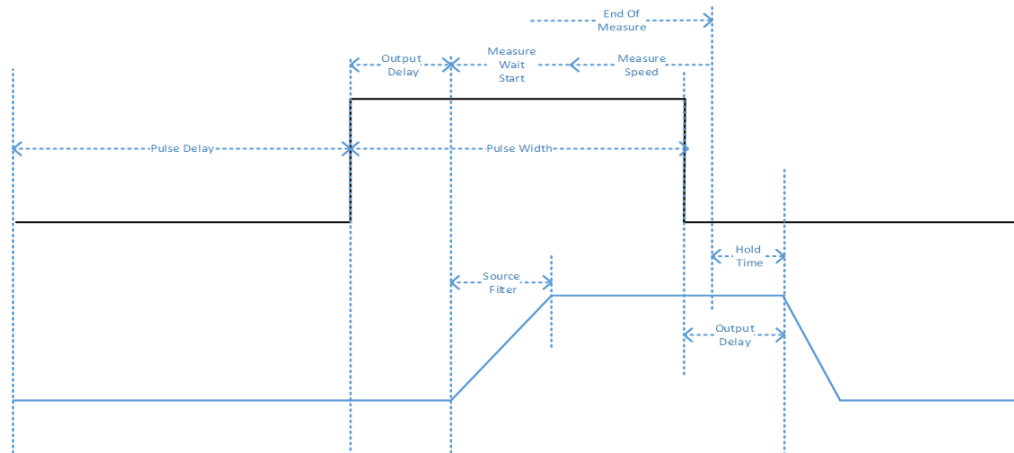 End Of
Measure
Output
Delay
Measure
Wait
Start
Measure
Speed
Pulse Delay
Pulse Width
Hold
Time
Source
Filter
Output
Delay